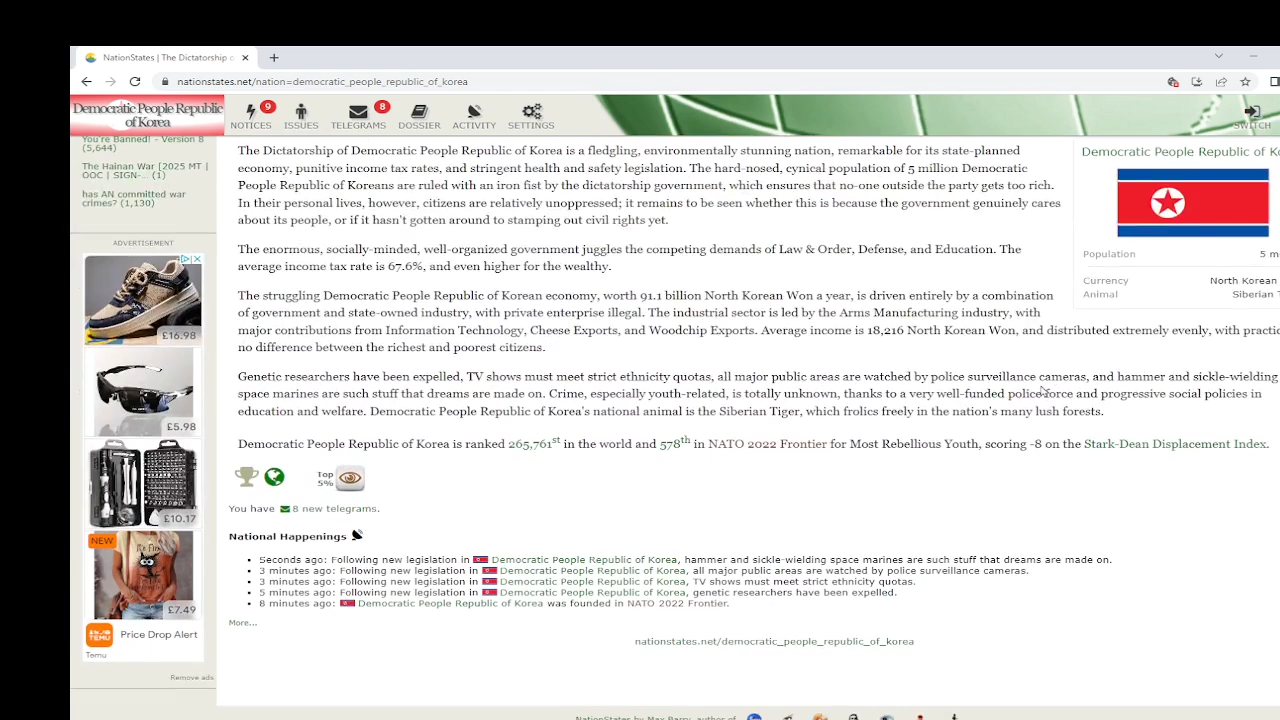 NationStates | The Dictatorship o
nationstates.net/nation=democratic_people_republic_of_korea
Democratic People Republic
of Korea
9
NOTICES
ISSUES
8
TELEGRAMS
DOSSIER
ACTIVITY
SETTINGS
SWITCH
You're Banned! - Version 8
(5,644)
The Hainan War [2025 MT |
OOC | SIGN-... (1)
has AN committed war
crimes? (1,130)
ADVERTISEMENT
£16.98
£5.98
£10.17
NEW
£7.49
TEMU
Price Drop Alert
Temu
Remove ads
The Dictatorship of Democratic People Republic of Korea is a fledgling, environmentally stunning nation, remarkable for its state-planned
economy, punitive income tax rates, and stringent health and safety legislation. The hard-nosed, cynical population of 5 million Democratic
People Republic of Koreans are ruled with an iron fist by the dictatorship government, which ensures that no-one outside the party gets too rich.
In their personal lives, however, citizens are relatively unoppressed; it remains to be seen whether this is because the government genuinely cares
about its people, or if it hasn't gotten around to stamping out civil rights yet.
The enormous, socially-minded, well-organized government juggles the competing demands of Law & Order, Defense, and Education. The
average income tax rate is 67.6%, and even higher for the wealthy.
The struggling Democratic People Republic of Korean economy, worth 91.1 billion North Korean Won a year, is driven entirely by a combination
of government and state-owned industry, with private enterprise illegal. The industrial sector is led by the Arms Manufacturing industry, with
major contributions from Information Technology, Cheese Exports, and Woodchip Exports. Average income is 18,216 North Korean Won, and distributed extremely evenly, with practic
no difference between the richest and poorest citizens.
Genetic researchers have been expelled, TV shows must meet strict ethnicity quotas, all major public areas are watched by police surveillance cameras, and hammer and sickle-wielding
space marines are such stuff that dreams are made on. Crime, especially youth-related, is totally unknown, thanks to a very well-funded police force and progressive social policies in
education and welfare. Democratic People Republic of Korea's national animal is the Siberian Tiger, which frolics freely in the nation's many lush forests.
Democratic People Republic of Korea is ranked 265,761st in the world and 578th in NATO 2022 Frontier for Most Rebellious Youth, scoring -8 on the Stark-Dean Displacement Index.
Democratic People Republic of Ko
Population 5 m
Currency North Korean
Animal Siberian T
Top
5%
You have 8 new telegrams.
National Happenings
Seconds ago: Following new legislation in Democratic People Republic of Korea, hammer and sickle-wielding space marines are such stuff that dreams are made on.
3 minutes ago: Following new legislation in Democratic People Republic of Korea, all major public areas are watched by police surveillance cameras.
3 minutes ago: Following new legislation in Democratic People Republic of Korea, TV shows must meet strict ethnicity quotas.
5 minutes ago: Following new legislation in Democratic People Republic of Korea, genetic researchers have been expelled.
8 minutes ago: Democratic People Republic of Korea was founded in NATO 2022 Frontier.
More...
nationstates.net/democratic_people_republic_of_korea
NationStates by Max Barry, author of